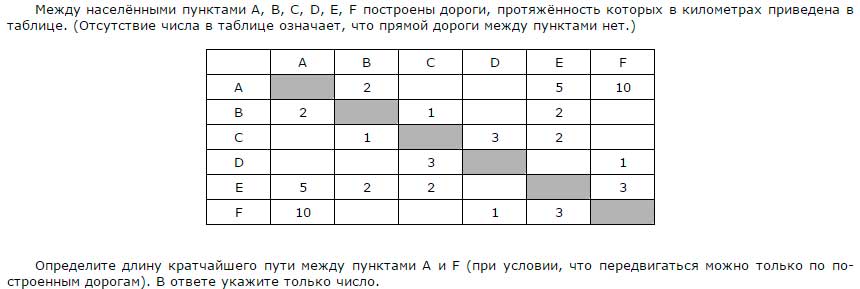 Между населёнными пунктами A, B, C, D, E, F построены дороги, протяжённость которых в километрах приведена в
таблице. (Отсутствие числа в таблице означает, что прямой дороги между пунктами нет.)
A B C D E F
A 2 5 10
B 2 1 2
C 1 3 2
D 3 1
E 5 2 2 3
F 10 1 3
Определите длину кратчайшего пути между пунктами A и F (при условии, что передвигаться можно только по по-
строенным дорогам). В ответе укажите только число.